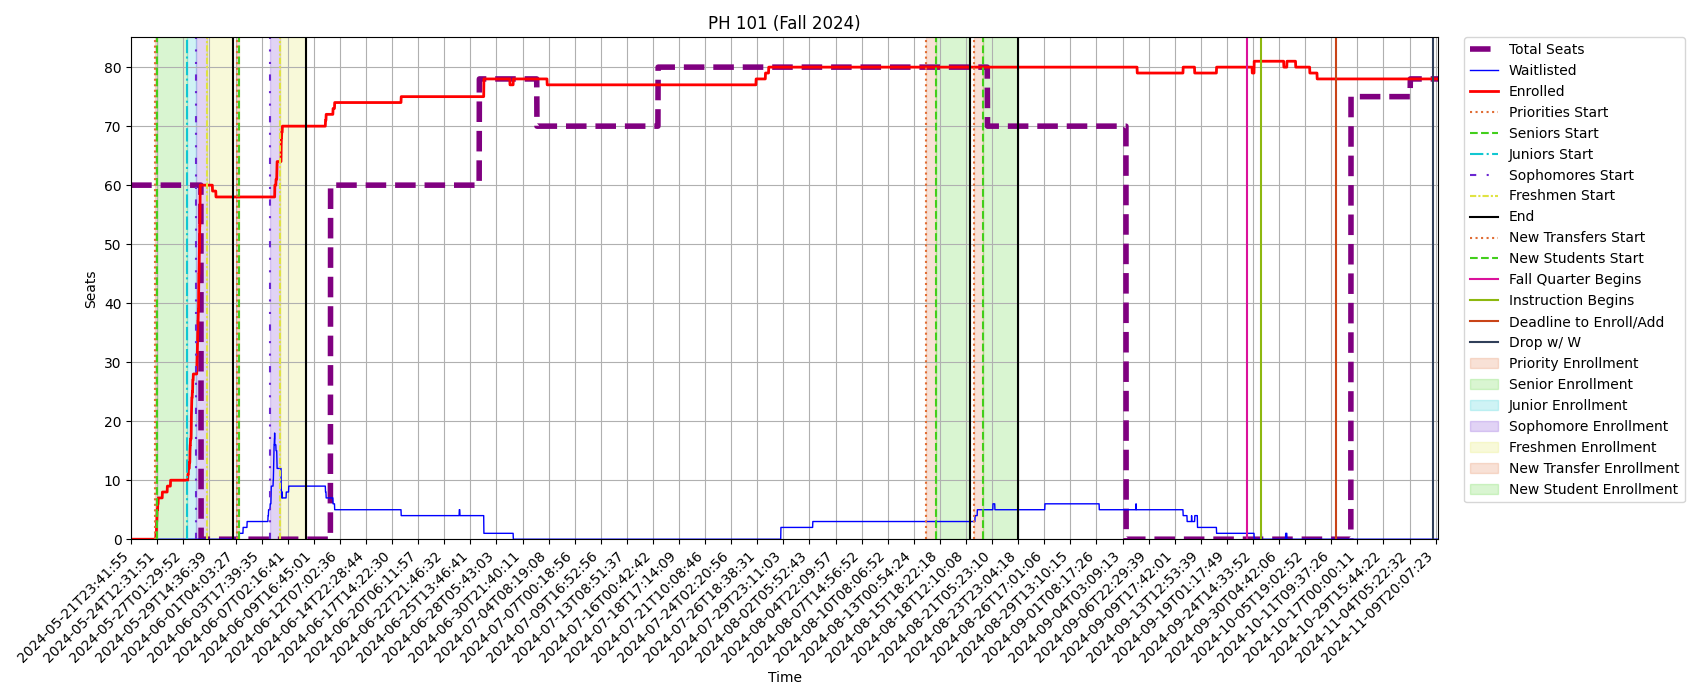 PH 101 (Fall 2024)
Seats
80
70
60
50
40
30
20
10
0
2024-05-21T23:41:55
2024-05-24T12:31:51
2024-05-27T01:29:52
2024-05-29T14:36:39
2024-06-01T04:03:27
2024-06-03T17:39:35
2024-06-07T02:16:41
2024-06-09T16:45:01
2024-06-12T07:02:36
2024-06-14T22:28:44
2024-06-17T14:22:30
2024-06-20T06:11:57
2024-06-22T21:46:32
2024-06-25T13:46:41
2024-06-28T05:43:03
2024-06-30T21:40:11
2024-07-04T08:19:08
2024-07-07T00:18:56
2024-07-09T16:52:56
2024-07-13T08:51:37
2024-07-16T00:42:42
2024-07-18T17:14:09
2024-07-21T10:08:46
2024-07-24T02:20:56
2024-07-26T18:38:31
2024-07-29T23:11:03
2024-08-02T05:52:43
2024-08-04T22:09:57
2024-08-07T14:56:52
2024-08-10T08:06:52
2024-08-13T00:54:24
2024-08-15T18:22:18
2024-08-18T12:10:08
2024-08-21T05:23:10
2024-08-23T23:04:18
2024-08-26T17:01:06
2024-08-29T13:10:15
2024-09-01T08:17:26
2024-09-04T03:09:13
2024-09-06T22:29:39
2024-09-09T17:42:01
2024-09-13T12:53:39
2024-09-19T01:17:49
2024-09-24T14:33:52
2024-09-30T04:42:06
2024-10-05T19:02:52
2024-10-11T09:37:26
2024-10-17T00:00:11
2024-10-29T15:44:22
2024-11-04T05:22:32
2024-11-09T20:07:23
Time
Total Seats
Waitlisted
Enrolled
Priorities Start
Seniors Start
Juniors Start
Sophomores Start
Freshmen Start
End
New Transfers Start
New Students Start
Fall Quarter Begins
Instruction Begins
Deadline to Enroll/Add
Drop w/ W
Priority Enrollment
Senior Enrollment
Junior Enrollment
Sophomore Enrollment
Freshmen Enrollment
New Transfer Enrollment
New Student Enrollment